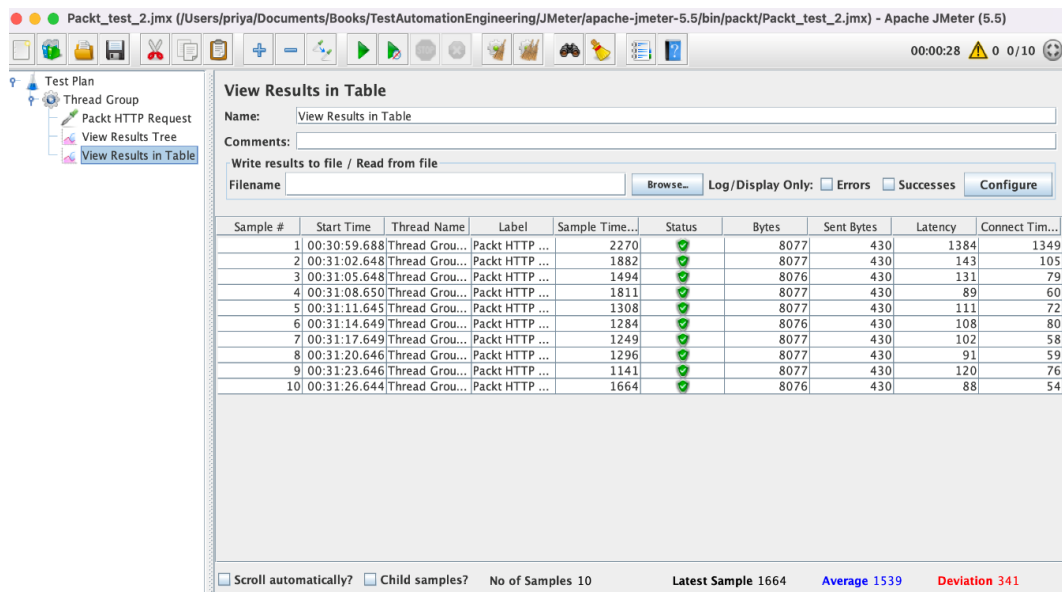 Packt_test_2.jmx (/Users/priya/Documents/Books/TestAutomationEngineering/JMeter/apache-jmeter-5.5/bin/packt/Packt_test_2.jmx) - Apache JMeter (5.5)
STOP
00:00:28 0 0/10
Test Plan
Thread Group
Packt HTTP Request
View Results Tree
View Results in Table
View Results in Table
Name: View Results in Table
Comments:
Write results to file / Read from file
Filename Browse... Log/Display Only: Errors Successes Configure
Sample # Start Time Thread Name Label Sample Time... Status Bytes Sent Bytes Latency Connect Tim...
1 00:30:59.688 Thread Grou... Packt HTTP ... 2270 8077 430 1384 1349
2 00:31:02.648 Thread Grou... Packt HTTP ... 1882 8077 430 143 105
3 00:31:05.648 Thread Grou... Packt HTTP ... 1494 8076 430 131 79
4 00:31:08.650 Thread Grou... Packt HTTP ... 1811 8077 430 89 60
5 00:31:11.645 Thread Grou... Packt HTTP ... 1308 8077 430 111 72
6 00:31:14.649 Thread Grou... Packt HTTP ... 1284 8076 430 108 80
7 00:31:17.649 Thread Grou... Packt HTTP ... 1249 8077 430 102 58
8 00:31:20.646 Thread Grou... Packt HTTP ... 1296 8077 430 91 59
9 00:31:23.646 Thread Grou... Packt HTTP ... 1141 8077 430 120 76
10 00:31:26.644 Thread Grou... Packt HTTP ... 1664 8076 430 88 54
Scroll automatically? Child samples? No of Samples 10 Latest Sample 1664 Average 1539 Deviation 341